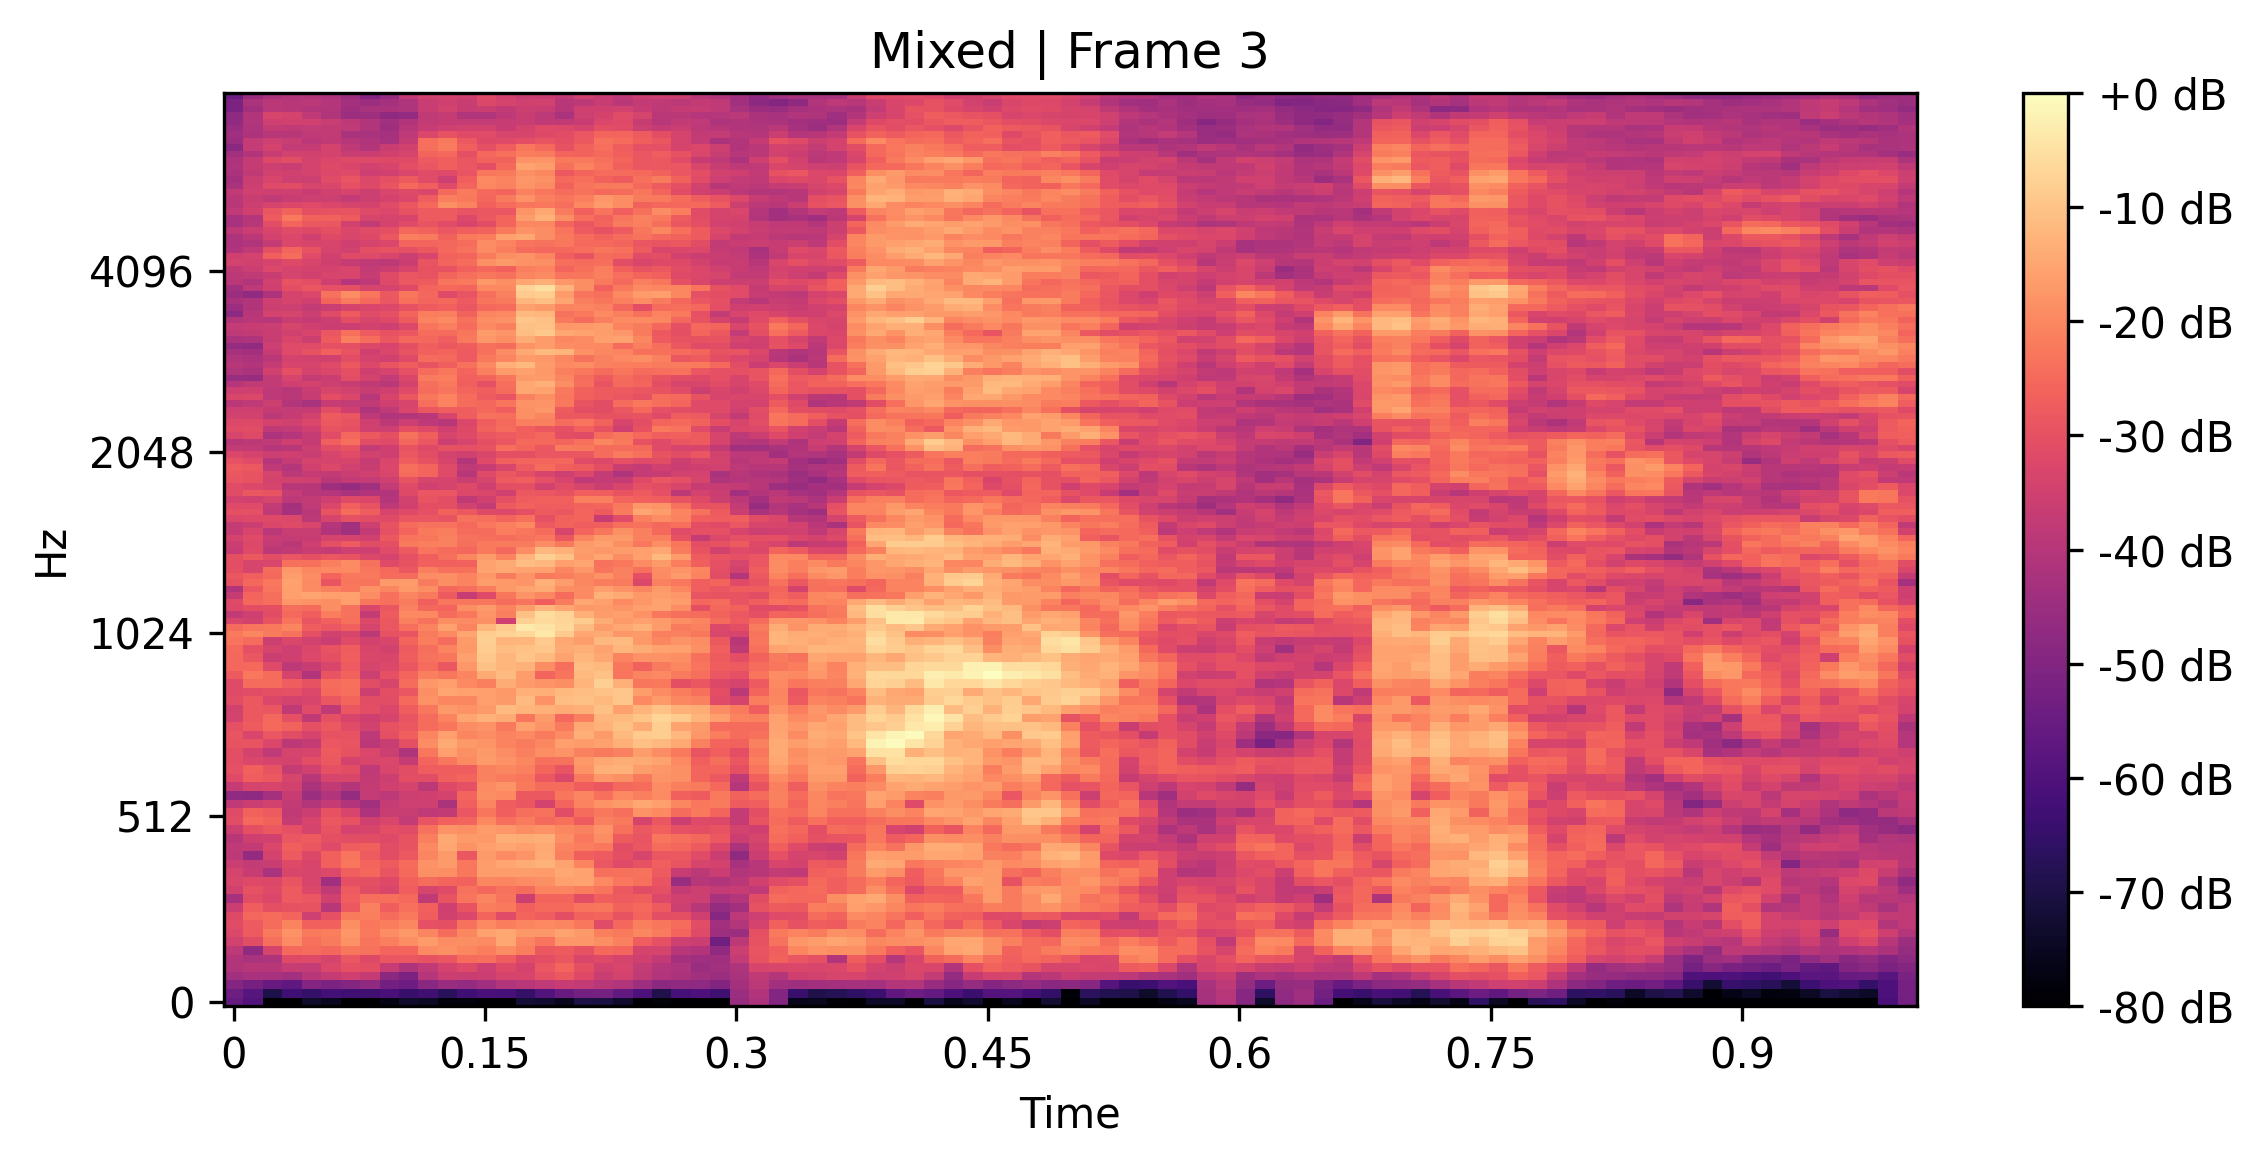 Mixed | Frame 3
Hz
4096
2048
1024
512
0
0 0.15 0.3 0.45 0.6 0.75 0.9
Time
+0 dB
-10 dB
-20 dB
-30 dB
-40 dB
-50 dB
-60 dB
-70 dB
-80 dB